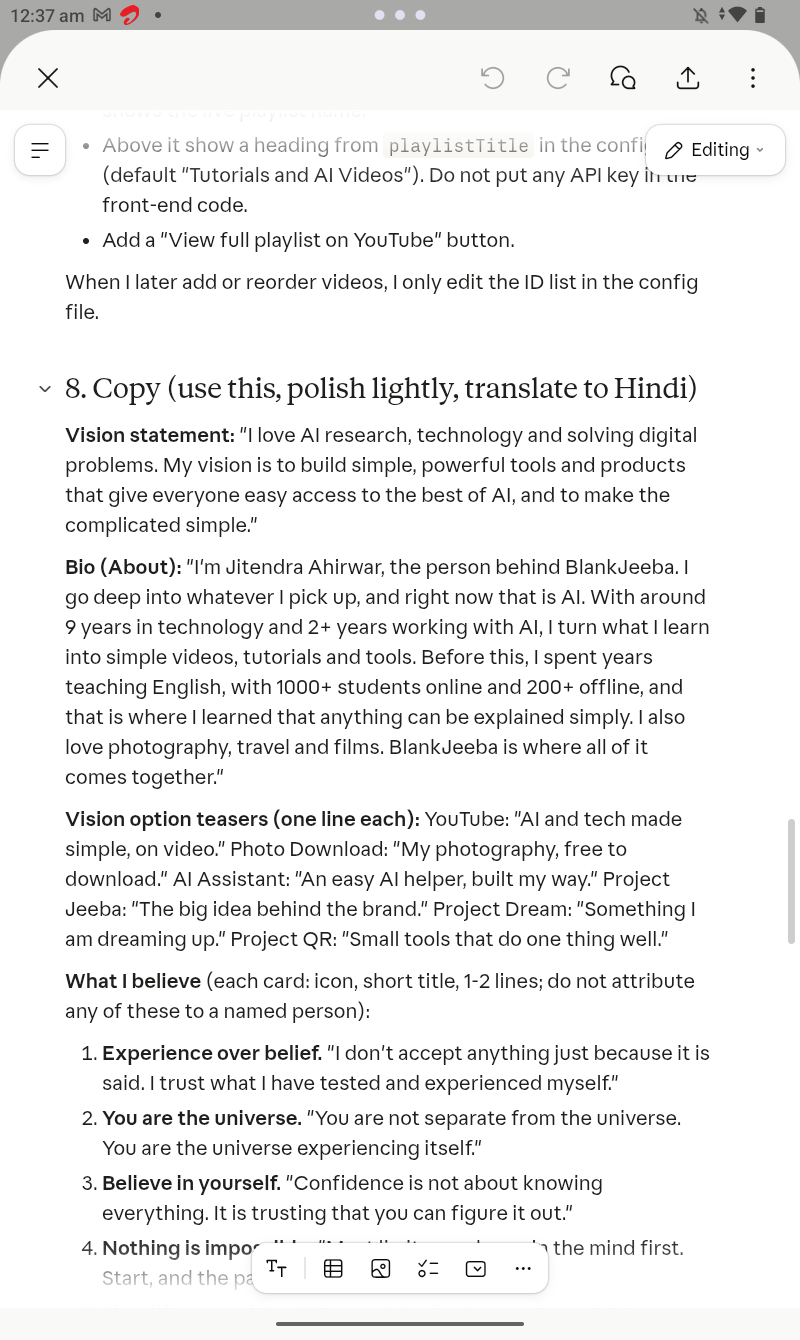 12:37 am
Above it show a heading from playlistTitle in the config
Editing
(default "Tutorials and AI Videos"). Do not put any API key in the
front-end code.
Add a "View full playlist on YouTube" button.
When I later add or reorder videos, I only edit the ID list in the config
file.
8. Copy (use this, polish lightly, translate to Hindi)
Vision statement: "I love AI research, technology and solving digital
problems. My vision is to build simple, powerful tools and products
that give everyone easy access to the best of AI, and to make the
complicated simple."
Bio (About): "I'm Jitendra Ahirwar, the person behind BlankJeeba. I
go deep into whatever I pick up, and right now that is AI. With around
9 years in technology and 2+ years working with AI, I turn what I learn
into simple videos, tutorials and tools. Before this, I spent years
teaching English, with 1000+ students online and 200+ offline, and
that is where I learned that anything can be explained simply. I also
love photography, travel and films. BlankJeeba is where all of it
comes together."
Vision option teasers (one line each): YouTube: "AI and tech made
simple, on video." Photo Download: "My photography, free to
download." AI Assistant: "An easy AI helper, built my way." Project
Jeeba: "The big idea behind the brand." Project Dream: "Something I
am dreaming up." Project QR: "Small tools that do one thing well."
What I believe (each card: icon, short title, 1-2 lines; do not attribute
any of these to a named person):
1. Experience over belief. "I don't accept anything just because it is
said. I trust what I have tested and experienced myself."
2. You are the universe. "You are not separate from the universe.
You are the universe experiencing itself."
3. Believe in yourself. "Confidence is not about knowing
everything. It is trusting that you can figure it out."
4. Nothing is the mind first.
Start, and the